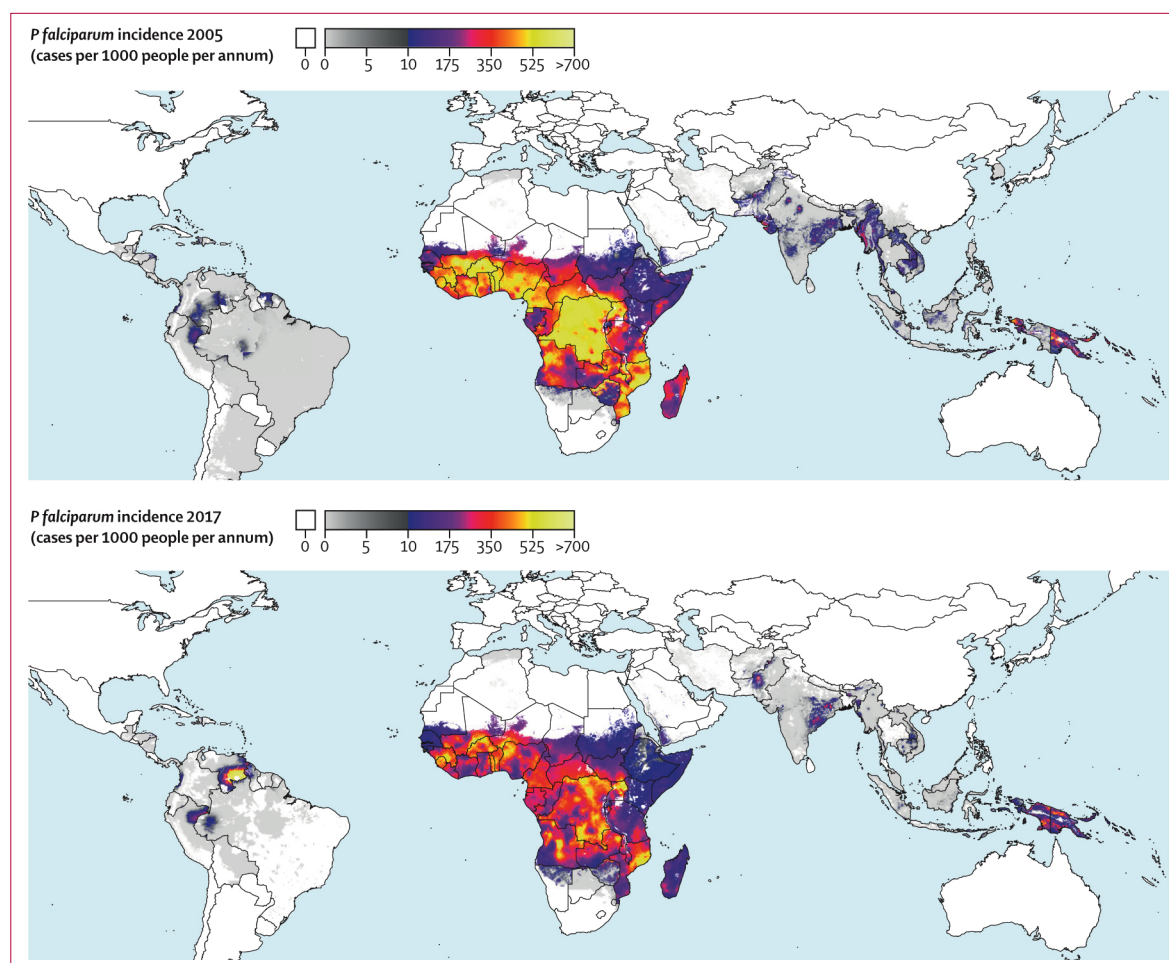 P falciparum incidence 2005
(cases per 1000 people per annum)
0 0 5 10 175 350 525 >700
P falciparum incidence 2017
(cases per 1000 people per annum)
0 0 5 10 175 350 525 >700